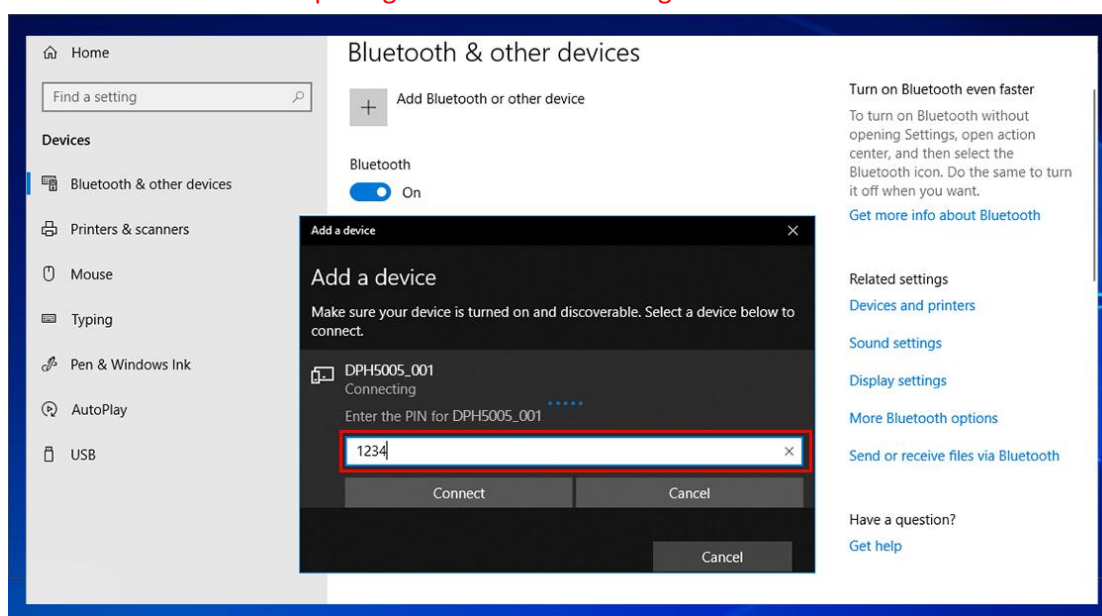 Home
Find a setting
Devices
Bluetooth & other devices
Printers & scanners
Mouse
Typing
Pen & Windows Ink
AutoPlay
USB
Bluetooth & other devices
Add Bluetooth or other device
Bluetooth
On
Add a device
Add a device
Make sure your device is turned on and discoverable. Select a device below to
connect.
DPH5005_001
Connecting
Enter the PIN for DPH5005_001
1234
Connect
Cancel
Cancel
Turn on Bluetooth even faster
To turn on Bluetooth without
opening Settings, open action
center, and then select the
Bluetooth icon. Do the same to turn
it off when you want.
Get more info about Bluetooth
Related settings
Devices and printers
Sound settings
Display settings
More Bluetooth options
Send or receive files via Bluetooth
Have a question?
Get help